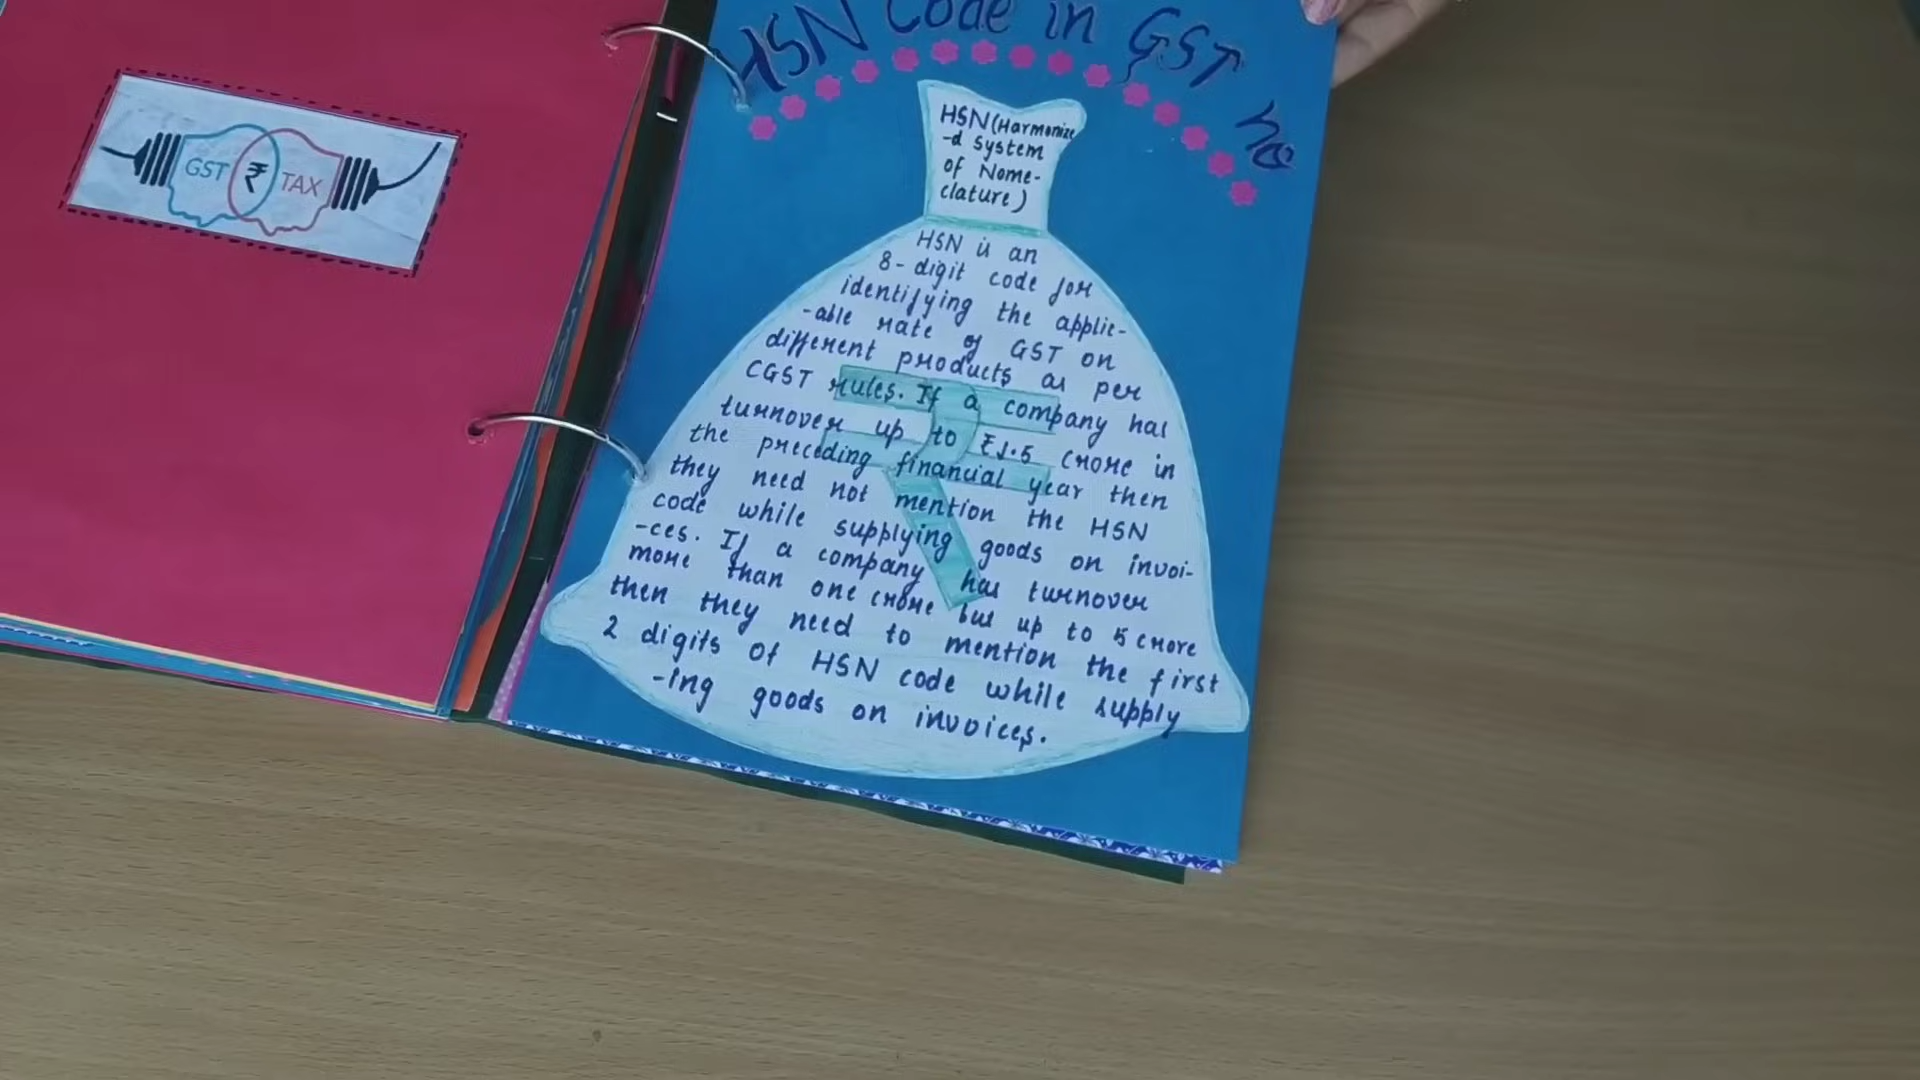 GST ₹ TAX
HSN Code in GST no
HSN (Harmonize
-d System
of Nome-
clature)
HSN is an
8-digit code for
identifying the applic-
-able rate of GST on
different products as per
CGST rules. If a company has
turnover up to ₹1.5 crore in
the preceding financial year then
they need not mention the HSN
code while supplying goods on invoi-
-ces. If a company has turnover
more than one crore but up to 5 crore
then they need to mention the first
2 digits of HSN code while supply
-ing goods on invoices.